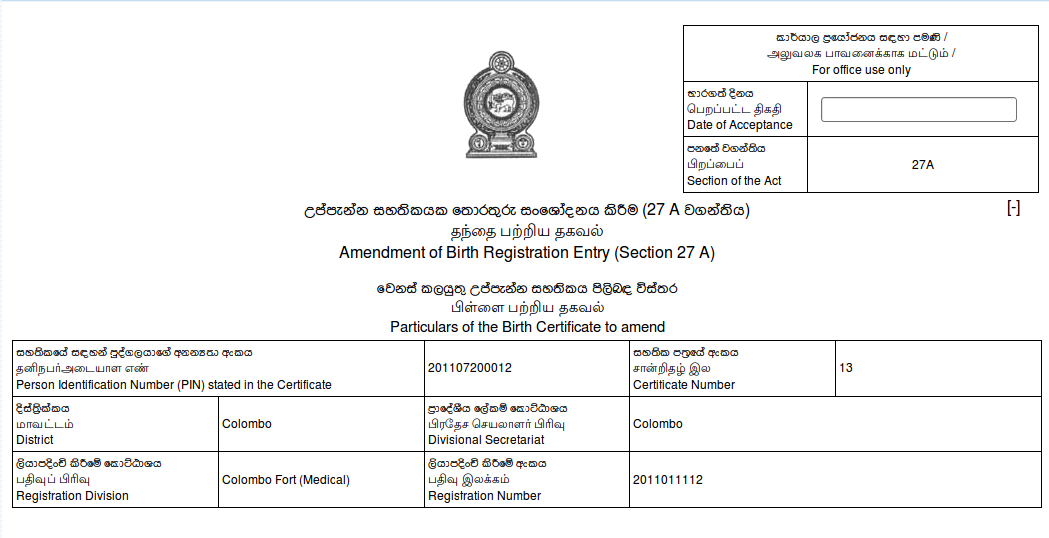 කාර්යාල ප්‍රයෝජනය සඳහා පමණි /
அலுவலக பாவனைக்காக மட்டும் /
For office use only
භාරගත් දිනය
பெறப்பட்ட திகதி
Date of Acceptance
පනතේ වගන්තිය
பிறப்பைப்
Section of the Act
27A
උප්පැන්න සහතිකයක තොරතුරු සංශෝදනය කිරීම (27 A වගන්තිය)
[-]
தந்தை பற்றிய தகவல்
Amendment of Birth Registration Entry (Section 27 A)
වෙනස් කලයුතු උප්පැන්න සහතිකය පිලිබඳ විස්තර
பிள்ளை பற்றிய தகவல்
Particulars of the Birth Certificate to amend
සහතිකයේ සඳහන් පුද්ගලයාගේ අනන්‍යතා අංකය
தனிநபர்அடையாள எண்
Person Identification Number (PIN) stated in the Certificate
201107200012
සහතික පත්‍රයේ අංකය
சான்றிதழ் இல
Certificate Number
13
දිස්ත්‍රික්කය
மாவட்டம்
District
Colombo
ප්‍රාදේශීය ලේකම් කොට්ඨාශය
பிரதேச செயலாளர் பிரிவு
Divisional Secretariat
Colombo
ලියාපදිංචි කිරීමේ කොට්ඨාශය
பதிவுப் பிரிவு
Registration Division
Colombo Fort (Medical)
ලියාපදිංචි කිරීමේ අංකය
பதிவு இலக்கம்
Registration Number
2011011112